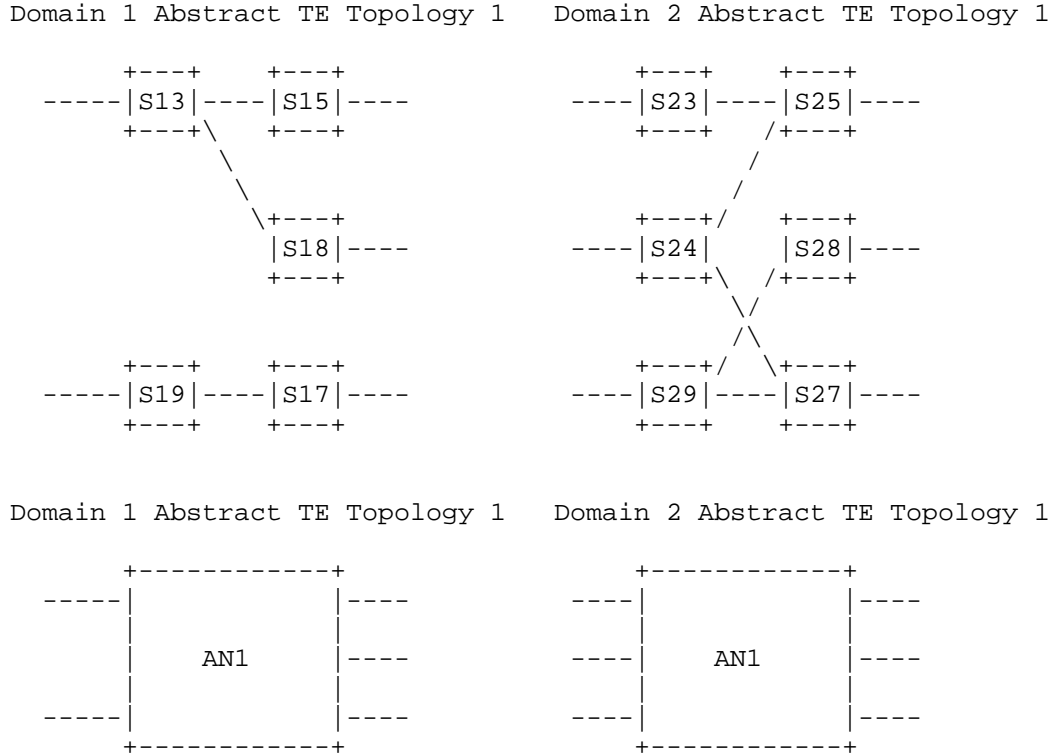 Domain 1 Abstract TE Topology 1   Domain 2 Abstract TE Topology 1
S13 S15 S23 S25
S18 S24 S28
S19 S17 S29 S27
Domain 1 Abstract TE Topology 1   Domain 2 Abstract TE Topology 1
AN1 AN1